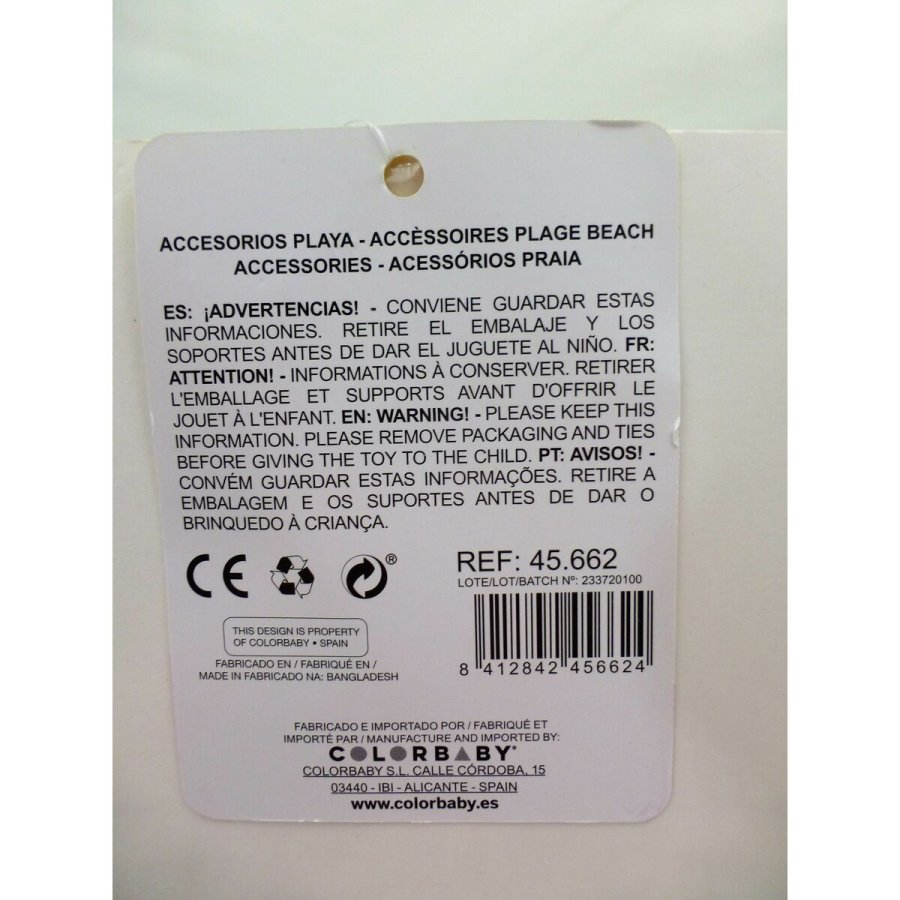 ACCESORIOS PLAYA - ACCÈSSOIRES PLAGE BEACH
ACCESSORIES - ACESSÓRIOS PRAIA
ES: ¡ADVERTENCIAS! - CONVIENE GUARDAR ESTAS
INFORMACIONES. RETIRE EL EMBALAJE Y LOS
SOPORTES ANTES DE DAR EL JUGUETE AL NIÑO. FR:
ATTENTION! - INFORMATIONS À CONSERVER. RETIRER
L'EMBALLAGE ET SUPPORTS AVANT D'OFFRIR LE
JOUET À L'ENFANT. EN: WARNING! - PLEASE KEEP THIS
INFORMATION. PLEASE REMOVE PACKAGING AND TIES
BEFORE GIVING THE TOY TO THE CHILD. PT: AVISOS! -
CONVÉM GUARDAR ESTAS INFORMAÇÕES. RETIRE A
EMBALAGEM E OS SUPORTES ANTES DE DAR O
BRINQUEDO À CRIANÇA.
CE ®
REF: 45.662
LOTE/LOT/BATCH Nº: 233720100
8 412842 456624
THIS DESIGN IS PROPERTY
OF COLORBABY • SPAIN
FABRICADO EN / FABRIQUÉ EN /
MADE IN FABRICADO NA: BANGLADESH
FABRICADO E IMPORTADO POR / FABRIQUÉ ET
IMPORTÉ PAR / MANUFACTURE AND IMPORTED BY:
COLORBABY®
COLORBABY S.L. CALLE CÓRDOBA, 15
03440 - IBI - ALICANTE - SPAIN
www.colorbaby.es